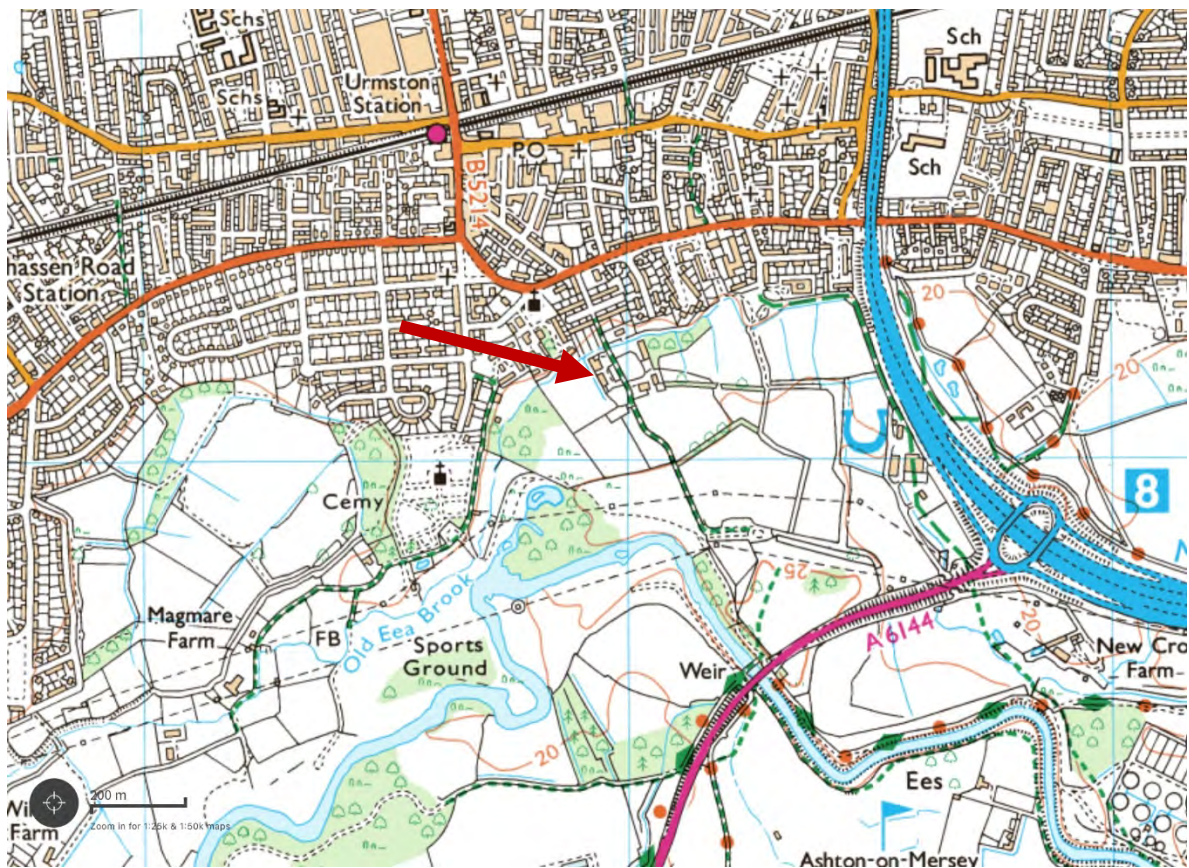 Schs
Sch
Urmston
Station
Schs
PO
Sch
B 5214
hassen Road
Station
20
20
C
8
Cemy
Old Eea Brook
Magmare
Farm
FB
25
A 6144
20
Sports
Ground
Weir
New Cro
Farm
20
200 m
Zoom in for 1:25k & 1:50k maps
Ees
Farm
Ashton-on-Mersey